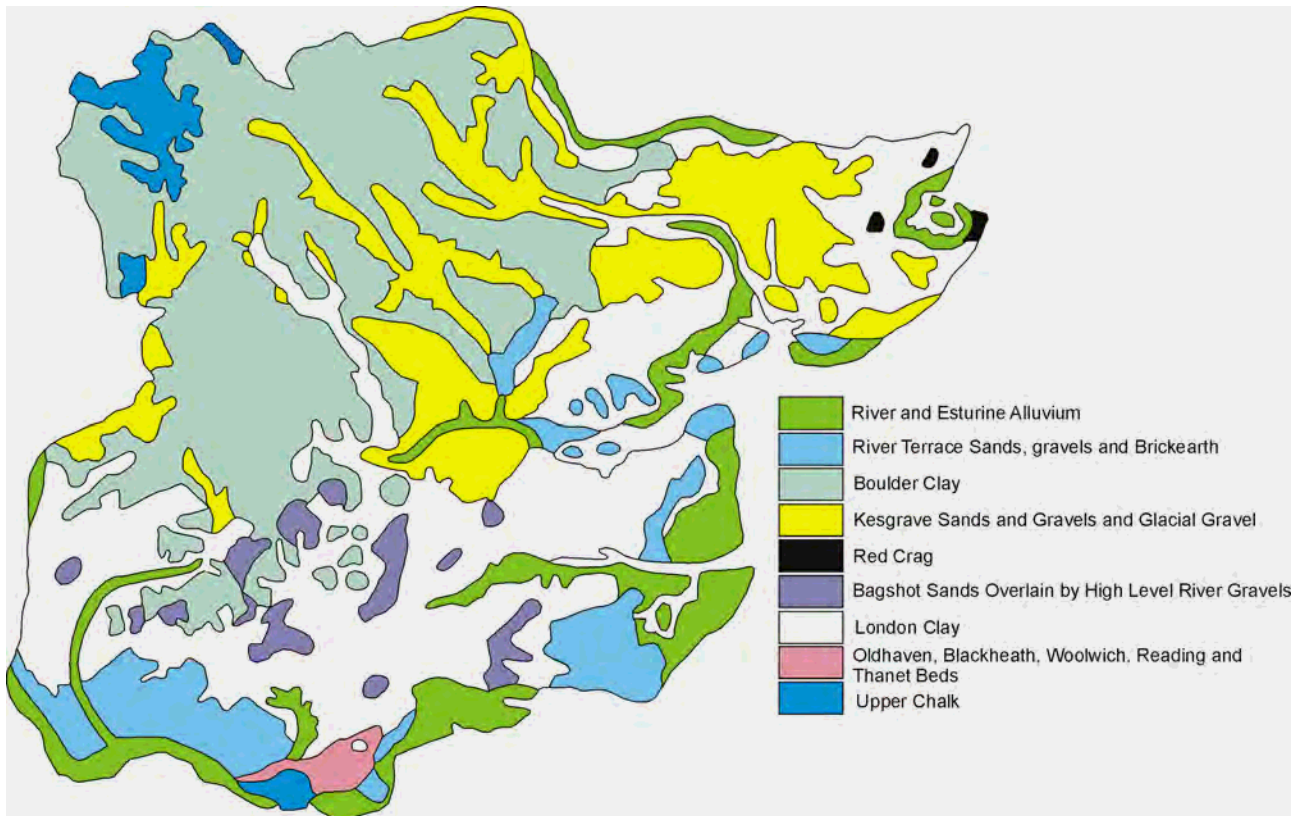 River and Esturine Alluvium
River Terrace Sands, gravels and Brickearth
Boulder Clay
Kesgrave Sands and Gravels and Glacial Gravel
Red Crag
Bagshot Sands Overlain by High Level River Gravels
London Clay
Oldhaven, Blackheath, Woolwich, Reading and
Thanet Beds
Upper Chalk